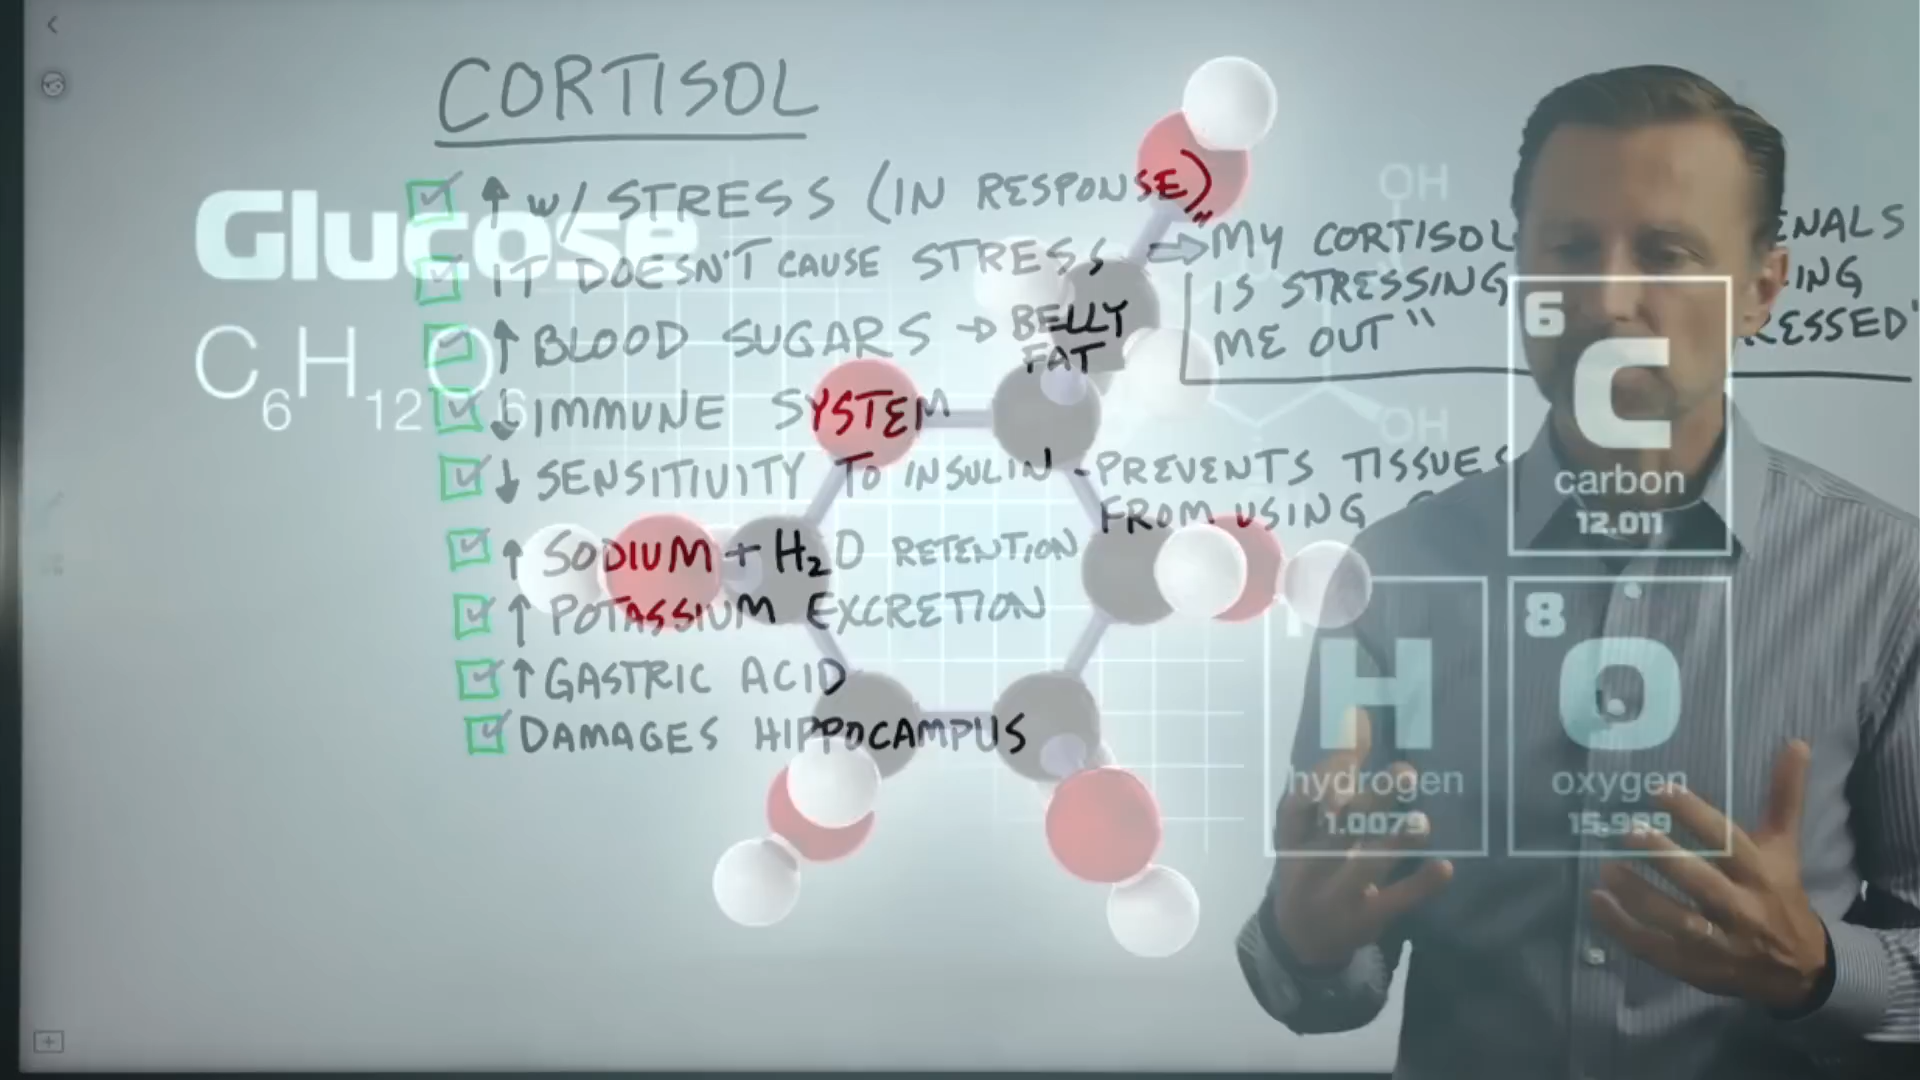 CORTISOL
↑ w/ STRESS (IN RESPONSE)
IT DOESN'T CAUSE STRESS ⇒ "MY CORTISOL
IS STRESSING
ME OUT"
↑ BLOOD SUGARS → BELLY
FAT
↓ IMMUNE SYSTEM
↓ SENSITIVITY TO INSULIN - PREVENTS TISSUES
FROM USING
↑ SODIUM + H₂O RETENTION
↑ POTASSIUM EXCRETION
↑ GASTRIC ACID
DAMAGES HIPPOCAMPUS
Glucose
C₆H₁₂O₆
OH
OH
6
C
carbon
12.011
1
H
hydrogen
1.0079
8
O
oxygen
15.999